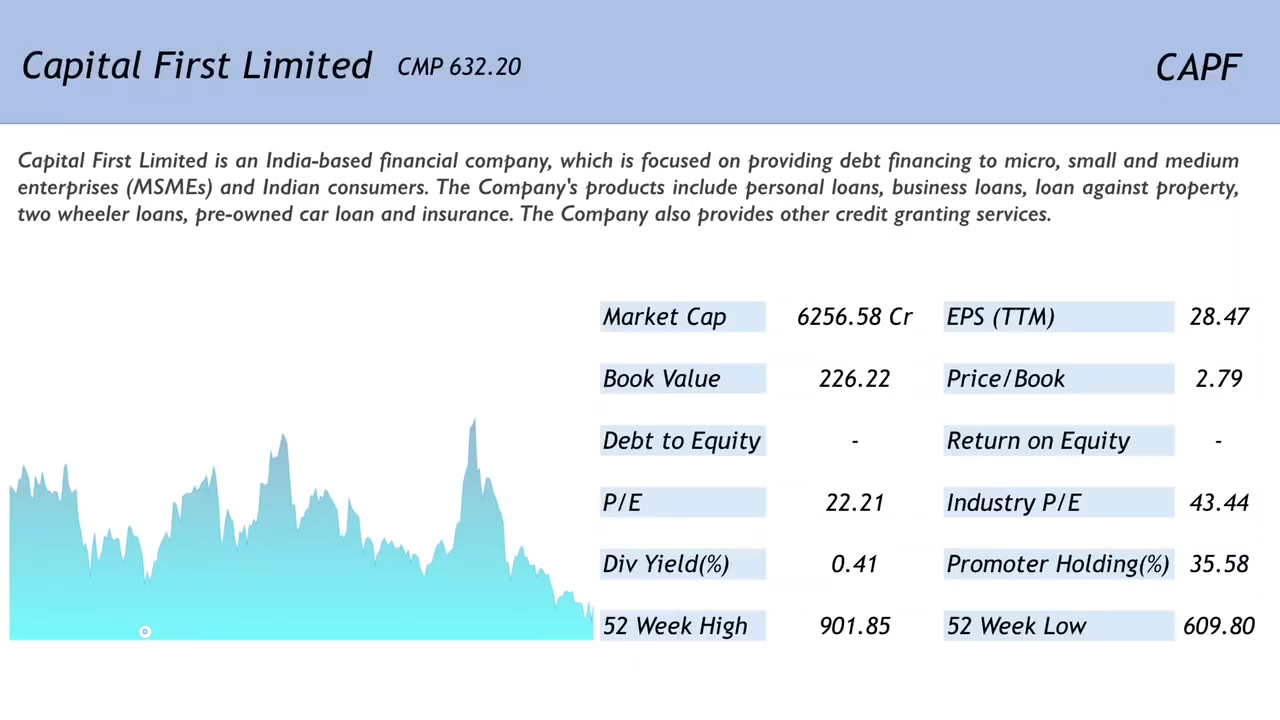 Capital First Limited CMP 632.20 CAPF
Capital First Limited is an India-based financial company, which is focused on providing debt financing to micro, small and medium
enterprises (MSMEs) and Indian consumers. The Company's products include personal loans, business loans, loan against property,
two wheeler loans, pre-owned car loan and insurance. The Company also provides other credit granting services.
Market Cap 6256.58 Cr EPS (TTM) 28.47
Book Value 226.22 Price/Book 2.79
Debt to Equity - Return on Equity -
P/E 22.21 Industry P/E 43.44
Div Yield(%) 0.41 Promoter Holding(%) 35.58
52 Week High 901.85 52 Week Low 609.80
D